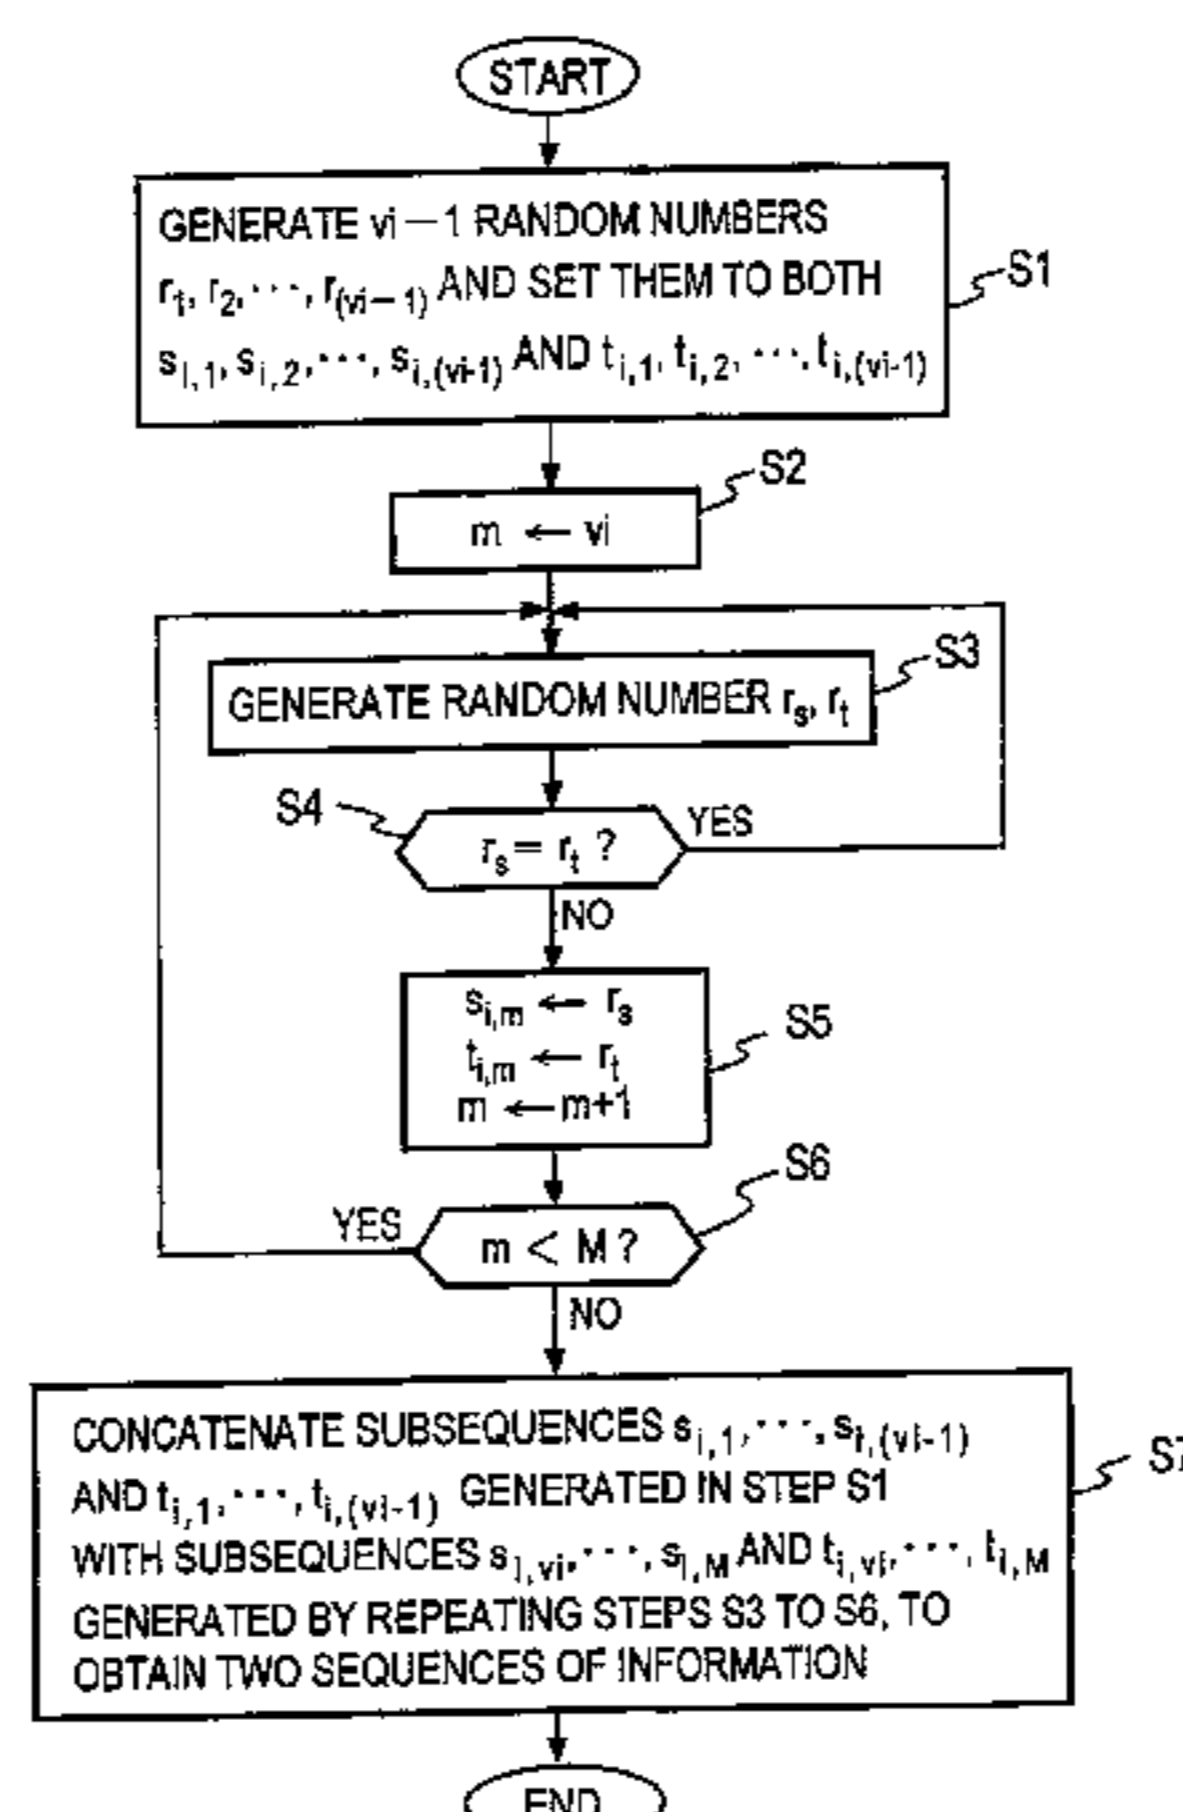 START
GENERATE vi−1 RANDOM NUMBERS
r1, r2, ···, r(vi−1) AND SET THEM TO BOTH
si,1, si,2, ···, si,(vi-1) AND ti,1, ti,2, ···, ti,(vi-1)
S1
S2
m ← vi
S3
GENERATE RANDOM NUMBER rs, rt
S4
rs = rt ?
YES
NO
si,m ← rs
ti,m ← rt
m ← m+1
S5
S6
YES
m < M ?
NO
CONCATENATE SUBSEQUENCES si,1, ···, si,(vi-1)
AND ti,1, ···, ti,(vi-1) GENERATED IN STEP S1
WITH SUBSEQUENCES si,vi, ···, si,M AND ti,vi, ···, ti,M
GENERATED BY REPEATING STEPS S3 TO S6, TO
OBTAIN TWO SEQUENCES OF INFORMATION
S7
END